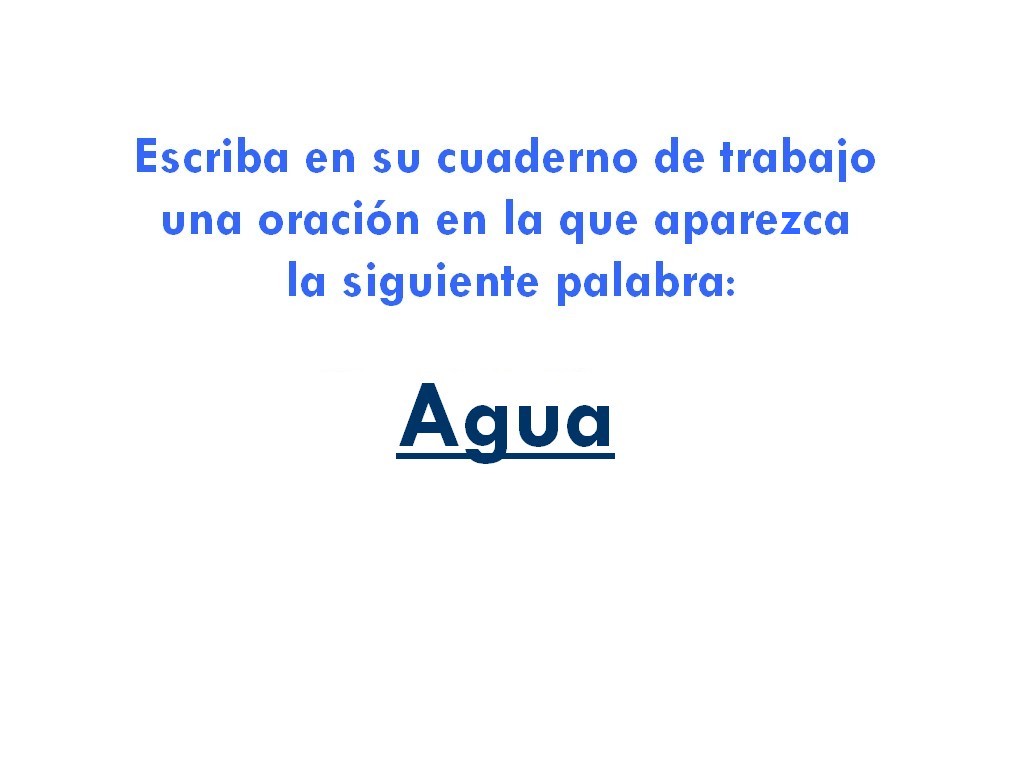 Escriba en su cuaderno de trabajo
una oración en la que aparezca
la siguiente palabra:
Agua